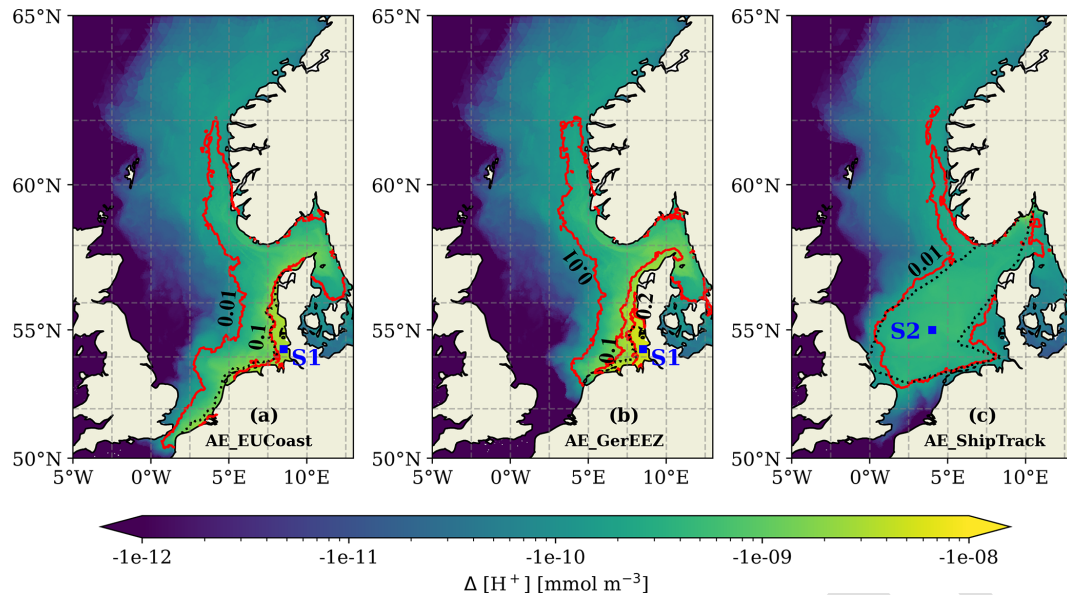 65°N
60°N
55°N
50°N
0.01
0.1
S1
(a)
AE_EUCoast
5°W
0°W
5°E
10°E
65°N
60°N
55°N
50°N
0.01
0.2
0.1
S1
(b)
AE_GerEEZ
5°W
0°W
5°E
10°E
65°N
60°N
55°N
50°N
0.01
S2
(c)
AE_ShipTrack
5°W
0°W
5°E
10°E
-1e-12 -1e-11 -1e-10 -1e-09 -1e-08
Δ [H⁺] [mmol m⁻³]